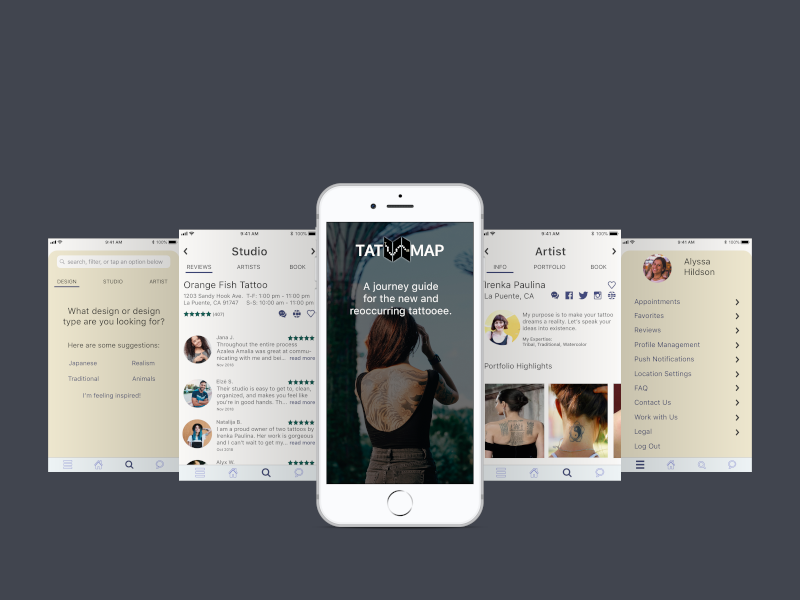 9:41 AM
100%
search, filter, or tap an option below
DESIGN STUDIO ARTIST
What design or design
type are you looking for?
Here are some suggestions:
Japanese Realism
Traditional Animals
I'm feeling inspired!
9:41 AM
100%
Studio
REVIEWS ARTISTS BOOK
Orange Fish Tattoo
1203 Sandy Hook Ave. T-F: 1:00 pm - 11:00 pm
La Puente, CA 91747 S-S: 10:00 am - 11:00 pm
Jana J.
Throughout the entire process
Azalea Amalia was great at commu-
nicating with me and bei... read more
Nov 2019
Their studio is easy to get to, clean,
organized, and makes you feel like
you're in good hands. Th... read more
Nov 2019
Natalija B.
I am a proud owner of two tattoos by
Irenka Paulina. Her work is gorgeous
and I can't wait to get my... read more
Oct 2019
Alys W.
TAT MAP
A journey guide
for the new and
reoccurring tattooee.
9:41 AM
100%
Artist
INFO PORTFOLIO BOOK
Irenka Paulina
La Puente, CA
My purpose is to make your tattoo
dreams a reality. Let's speak your
ideas into existence.
My Expertise:
Tribal, Traditional, Watercolor
Portfolio Highlights
9:41 AM
100%
Alyssa
Hildson
Appointments
Favorites
Reviews
Profile Management
Push Notifications
Location Settings
FAQ
Contact Us
Work with Us
Legal
Log Out